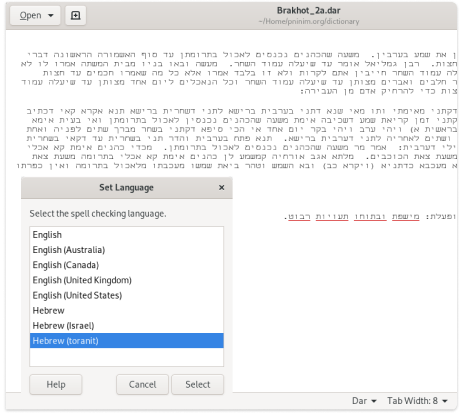 Open
Brakhot_2a.dar
~/Home/pninim.org/dictionary
ן את שמע בערבין. משעה שהכהנים נכנסים לאכול בתרומתן עד סוף האשמורה הראשונה דברי
חצות. רבן גמליאל אומר עד שיעלה עמוד השחר. מעשה ובאו בניו מבית המשתה אמרו לו לא
לה עמוד השחר חייבין אתם לקרות ולא זו בלבד אמרו אלא כל מה שאמרו חכמים עד חצות
ר חלבים ואברים מצותן עד שיעלה עמוד השחר וכל הנאכלים ליום אחד מצותן עד שיעלה עמוד
צות כדי להרחיק אדם מן העבירה:
דקתני מאימתי ותו מאי שנא דתני בערבית ברישא לתני דשחרית ברישא תנא אקרא קאי דכתיב
קתני זמן קריאת שמע דשכיבה אימת משעה שהכהנים נכנסין לאכול בתרומתן ואי בעית אימא
בראשית א) ויהי ערב ויהי בקר יום אחד אי הכי סיפא דקתני בשחר מברך שתים לפניה ואחת
ושתים לאחריה לתני דערבית ברישא. תנא פתח בערבית והדר תני בשחרית עד דקאי בשחרית
ילי דערבית: אמר מר משעה שהכהנים נכנסים לאכול בתרומתן. מכדי כהנים אימת קא אכלי
משעת צאת הכוכבים. מלתא אגב אורחיה קמשמע לן כהנים אימת קא אכלי בתרומה משעת צאת
א מעכבא כדתניא (ויקרא כב) ובא השמש וטהר ביאת שמשו מעכבתו מלאכול בתרומה ואין כפרתו
ופעלת: מישפת ובתוחו תעויות רבוט.
Set Language
Select the spell checking language.
English
English (Australia)
English (Canada)
English (United Kingdom)
English (United States)
Hebrew
Hebrew (Israel)
Hebrew (toranit)
Help
Cancel
Select
Dar
Tab Width: 8